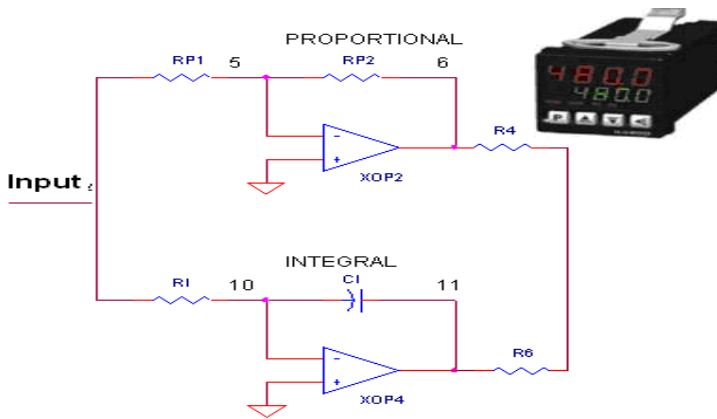 PROPORTIONAL
RP1 5 RP2 6
480.0
480.0
P
R4
XOP2
Input
INTEGRAL
RI 10 CI 11
R6
XOP4